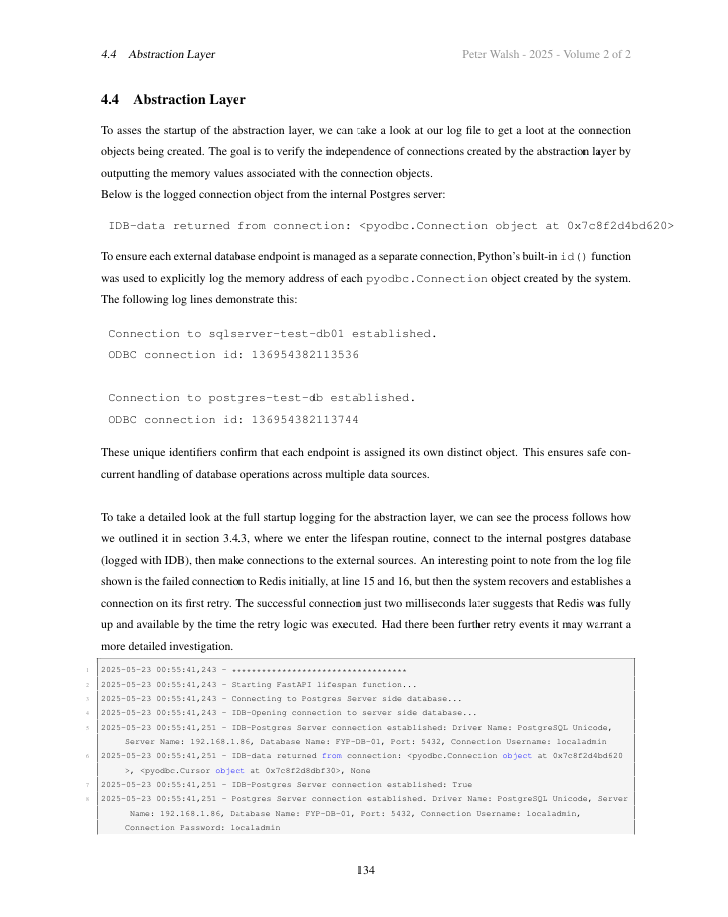 4.4 Abstraction Layer
Peter Walsh - 2025 - Volume 2 of 2
4.4 Abstraction Layer
To asses the startup of the abstraction layer, we can take a look at our log file to get a loot at the connection
objects being created. The goal is to verify the independence of connections created by the abstraction layer by
outputting the memory values associated with the connection objects.
Below is the logged connection object from the internal Postgres server:
IDB-data returned from connection: <pyodbc.Connection object at 0x7c8f2d4bd620>
To ensure each external database endpoint is managed as a separate connection, Python's built-in id() function
was used to explicitly log the memory address of each pyodbc.Connection object created by the system.
The following log lines demonstrate this:
Connection to sqlserver-test-db01 established.
ODBC connection id: 136954382113536
Connection to postgres-test-db established.
ODBC connection id: 136954382113744
These unique identifiers confirm that each endpoint is assigned its own distinct object. This ensures safe con-
current handling of database operations across multiple data sources.
To take a detailed look at the full startup logging for the abstraction layer, we can see the process follows how
we outlined it in section 3.4.3, where we enter the lifespan routine, connect to the internal postgres database
(logged with IDB), then make connections to the external sources. An interesting point to note from the log file
shown is the failed connection to Redis initially, at line 15 and 16, but then the system recovers and establishes a
connection on its first retry. The successful connection just two milliseconds later suggests that Redis was fully
up and available by the time the retry logic was executed. Had there been further retry events it may warrant a
more detailed investigation.
1 2025-05-23 00:55:41,243 - ***********************************
2 2025-05-23 00:55:41,243 - Starting FastAPI lifespan function...
3 2025-05-23 00:55:41,243 - Connecting to Postgres Server side database...
4 2025-05-23 00:55:41,243 - IDB-Opening connection to server side database...
5 2025-05-23 00:55:41,251 - IDB-Postgres Server connection established: Driver Name: PostgreSQL Unicode,
Server Name: 192.168.1.86, Database Name: FYP-DB-01, Port: 5432, Connection Username: localadmin
6 2025-05-23 00:55:41,251 - IDB-data returned from connection: <pyodbc.Connection object at 0x7c8f2d4bd620
>, <pyodbc.Cursor object at 0x7c8f2d8dbf30>, None
7 2025-05-23 00:55:41,251 - IDB-Postgres Server connection established: True
8 2025-05-23 00:55:41,251 - Postgres Server connection established. Driver Name: PostgreSQL Unicode, Server
Name: 192.168.1.86, Database Name: FYP-DB-01, Port: 5432, Connection Username: localadmin,
Connection Password: localadmin
134